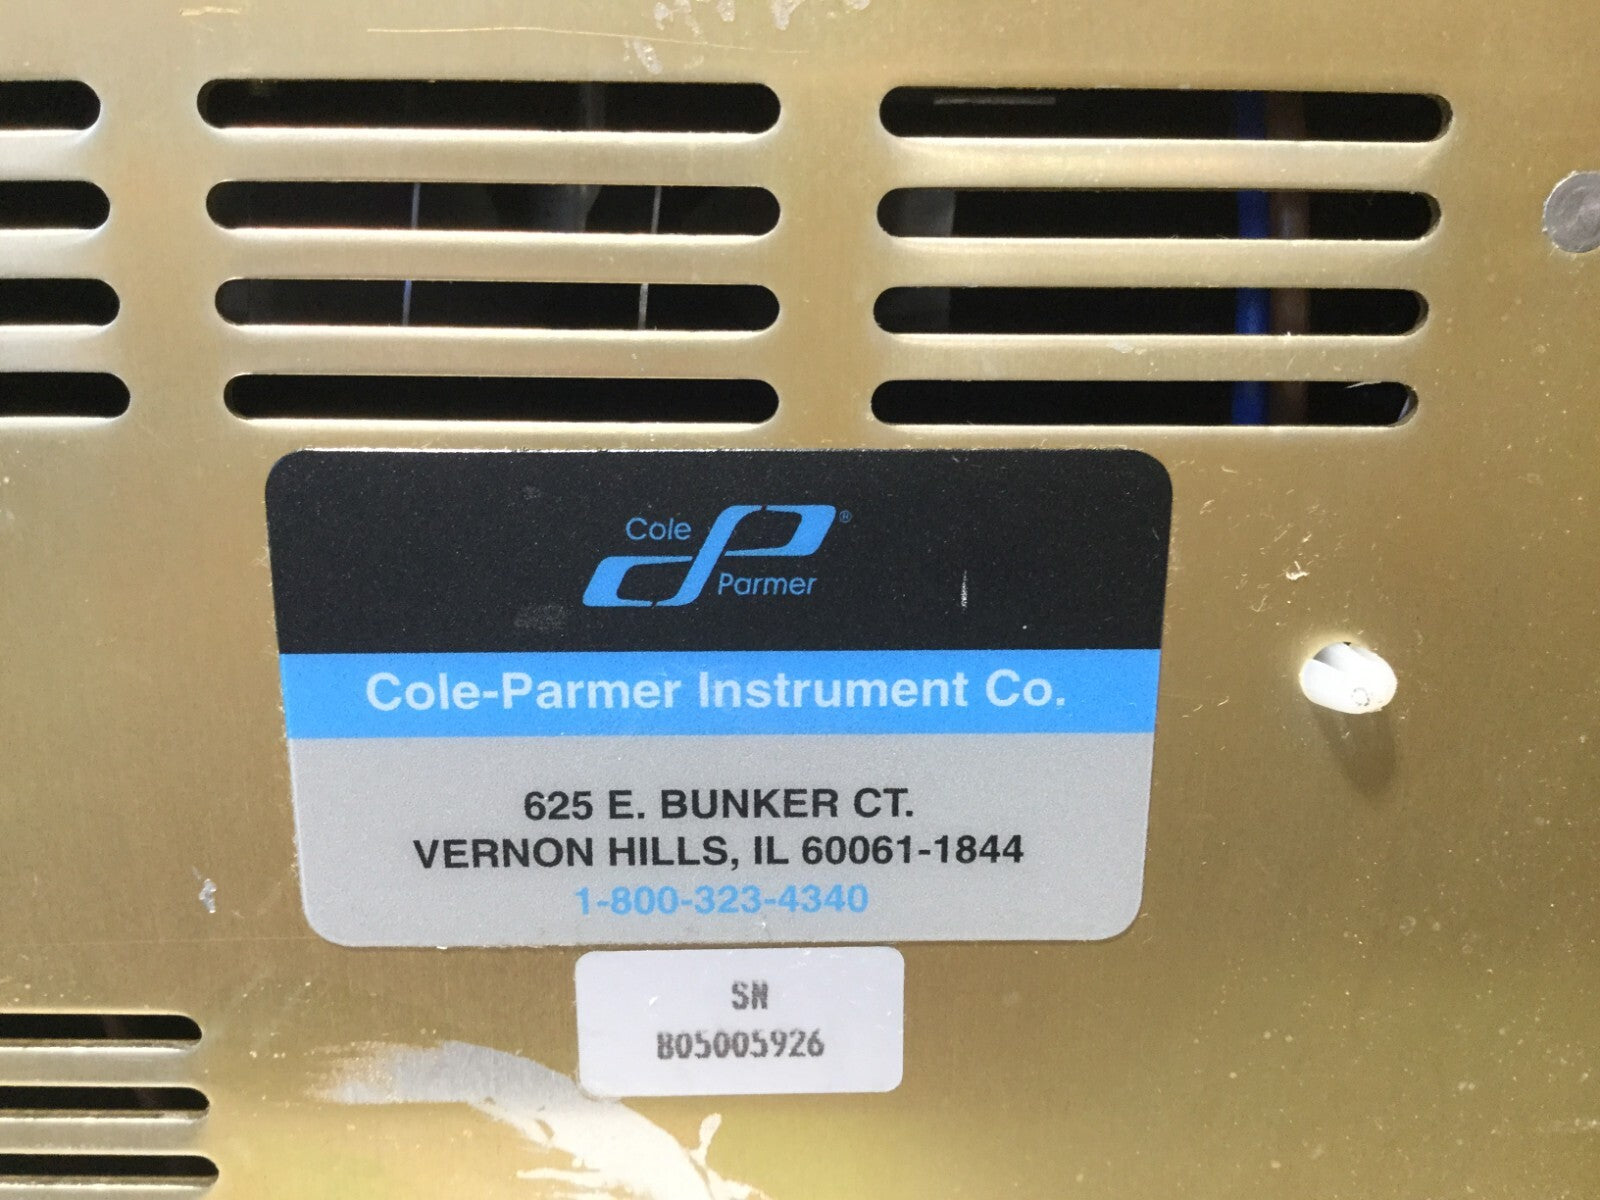 Cole
Parmer
®
Cole-Parmer Instrument Co.
625 E. BUNKER CT.
VERNON HILLS, IL 60061-1844
1-800-323-4340
SN
B05005926